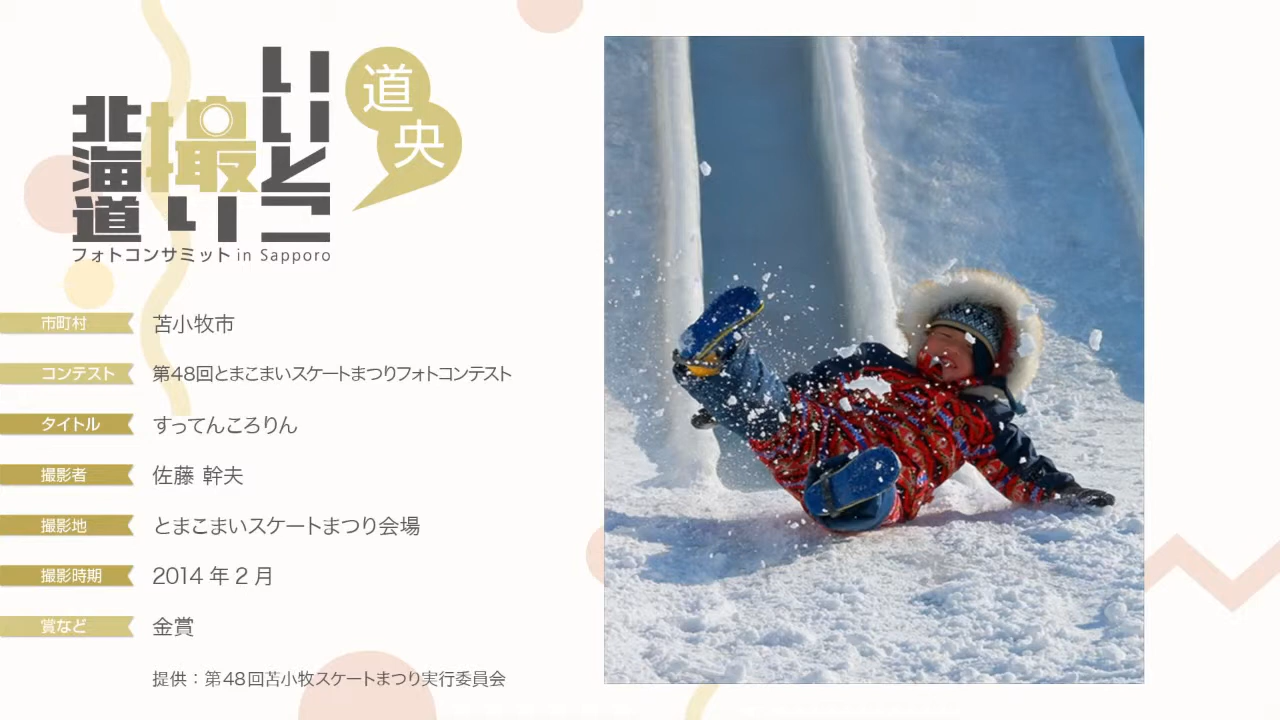 北海道
撮り
いいとこ
道央
フォトコンサミット in Sapporo
市町村 苫小牧市
コンテスト 第48回とまこまいスケートまつりフォトコンテスト
タイトル すってんころりん
撮影者 佐藤 幹夫
撮影地 とまこまいスケートまつり会場
撮影時期 2014 年 2 月
賞など 金賞
提供：第48回苫小牧スケートまつり実行委員会